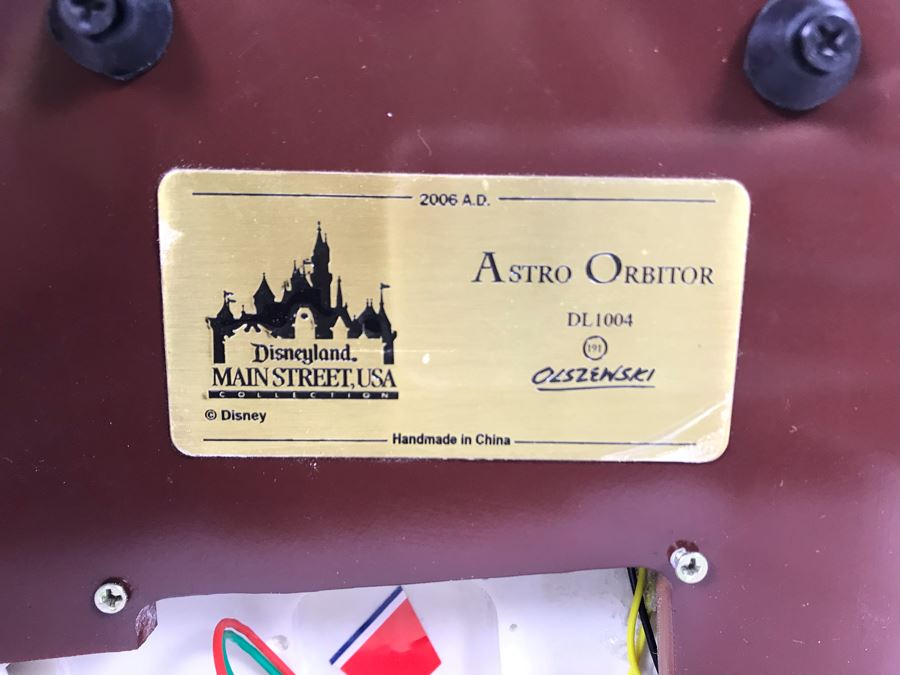 2006 A.D.
Disneyland®
MAIN STREET, USA
COLLECTION
© Disney
ASTRO ORBITOR
DL1004
191
OLSZEWSKI
Handmade in China